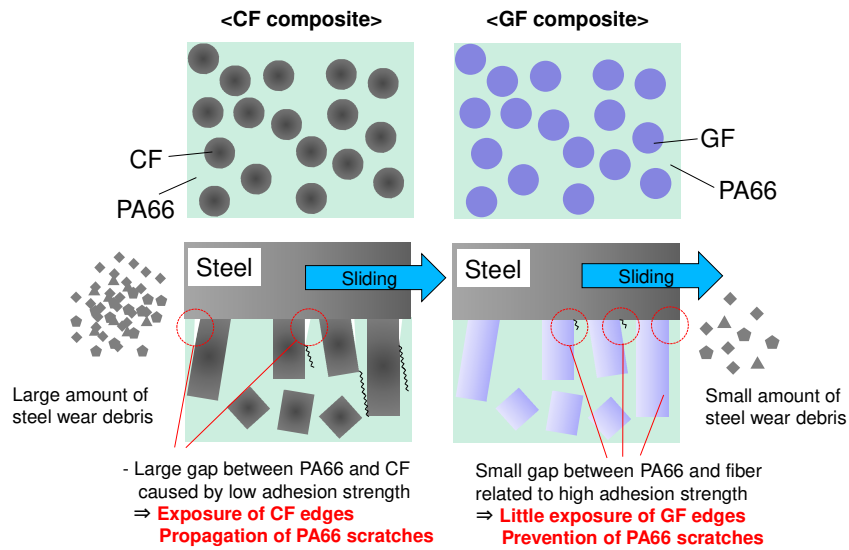 <CF composite>
<GF composite>
CF
PA66
GF
PA66
Steel
Sliding
Steel
Sliding
Large amount of
steel wear debris
Small amount of
steel wear debris
- Large gap between PA66 and CF
caused by low adhesion strength
⇒ Exposure of CF edges
Propagation of PA66 scratches
Small gap between PA66 and fiber
related to high adhesion strength
⇒ Little exposure of GF edges
Prevention of PA66 scratches